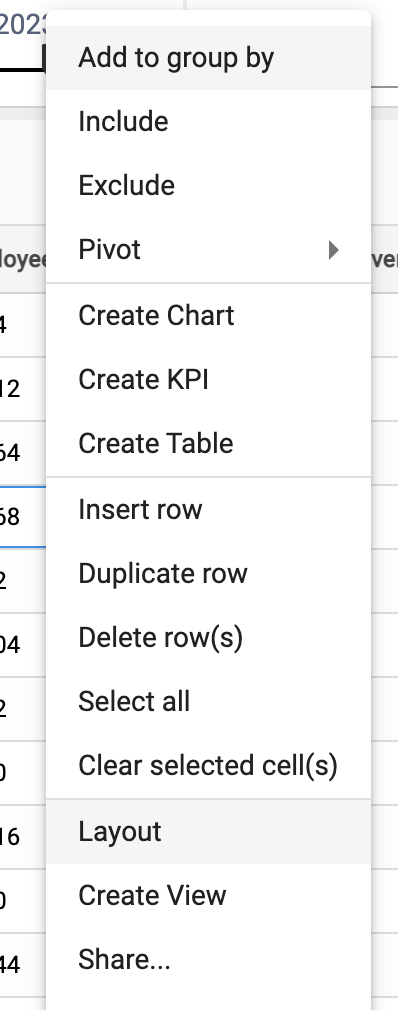 2023
Add to group by
Include
Exclude
Pivot
Create Chart
Create KPI
Create Table
Insert row
Duplicate row
Delete row(s)
Select all
Clear selected cell(s)
Layout
Create View
Share...
loyee
ver
4
12
64
68
2
04
2
0
16
0
44